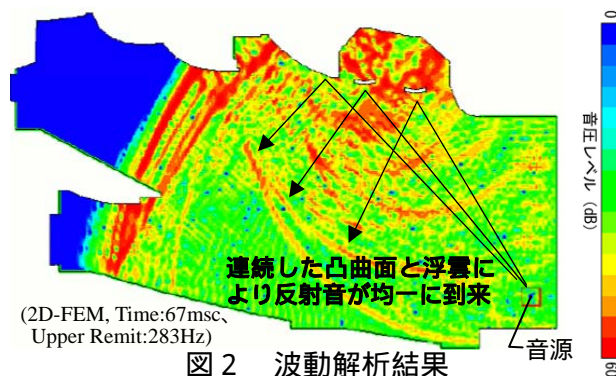 0
音圧レベル (dB)
60
連続した凸曲面と浮雲に
より反射音が均一に到来
(2D-FEM, Time:67msc、
Upper Remit:283Hz)
音源
図２　波動解析結果